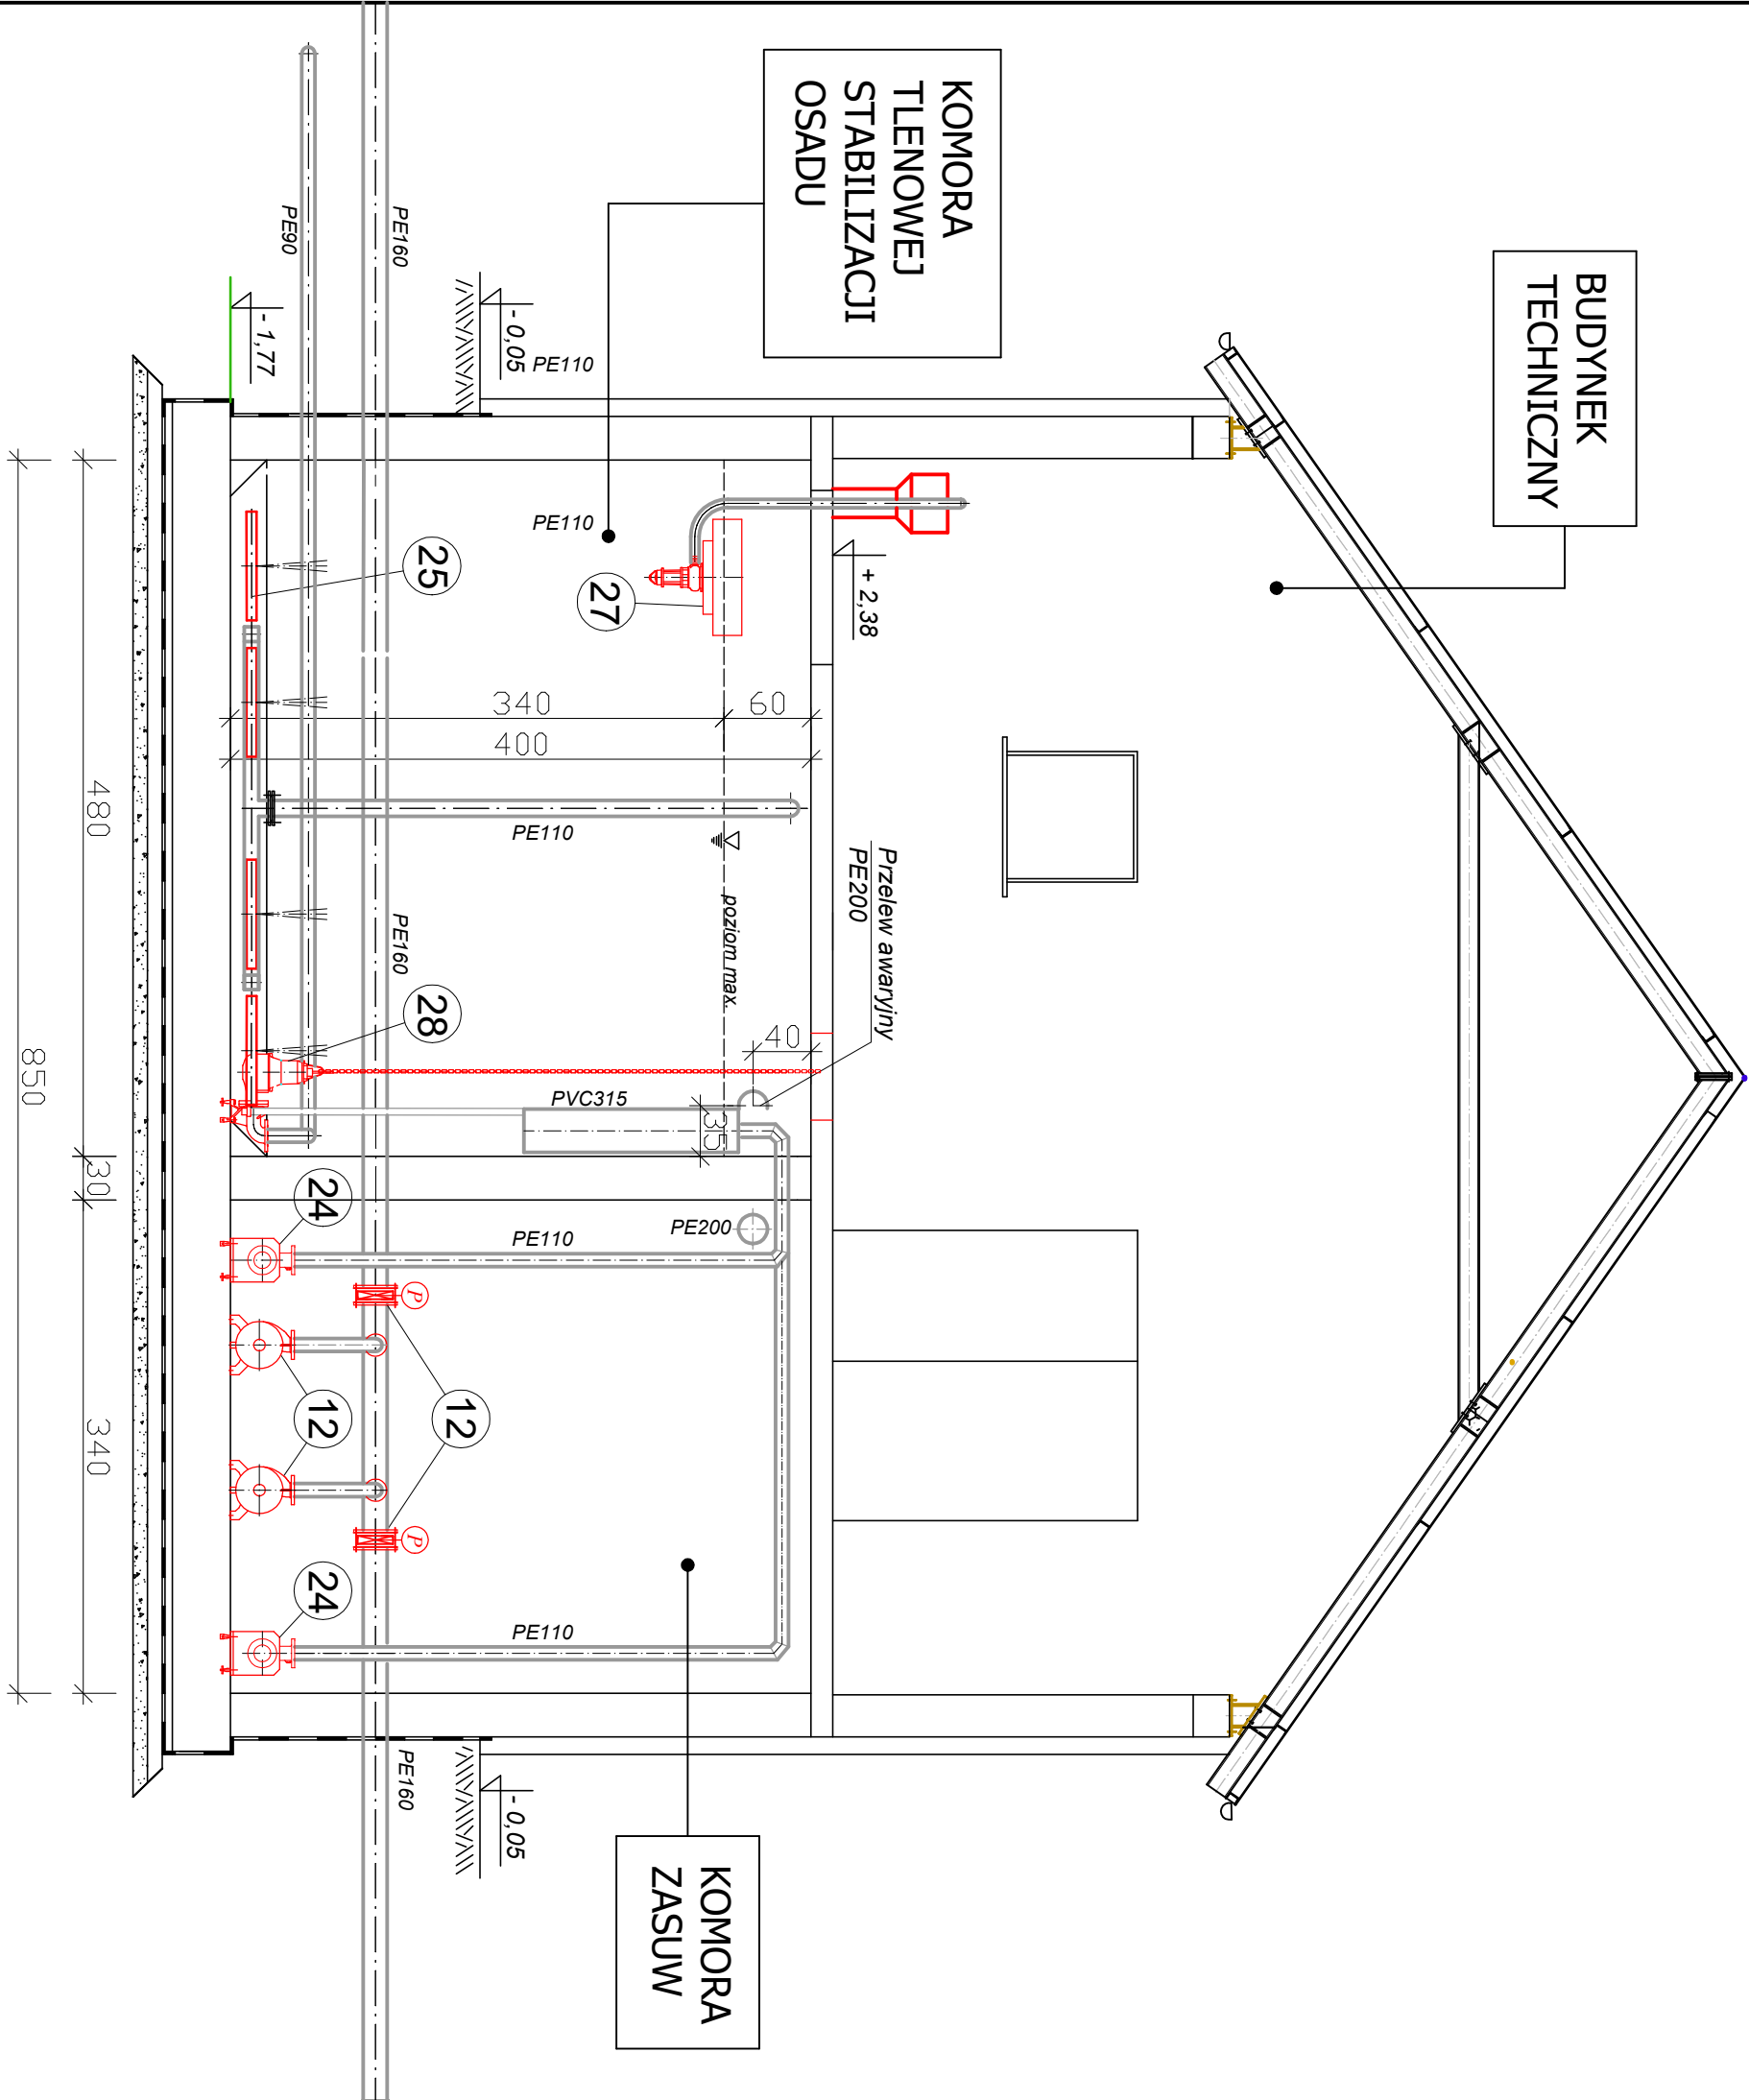 BUDYNEK
TECHNICZNY
KOMORA
TLENOWEJ
STABILIZACJI
OSADU
KOMORA
ZASUW
+ 2,38
Przelew awaryjny
PE200
- 0,05
PE110
PE110
27
60
340
400
poziom max.
40
35
PVC315
PE200
PE110
PE110
PE110
- 0,05
PE160
PE160
PE160
PE90
- 1,77
25
28
24
P
12
P
12
24
480
30
340
850